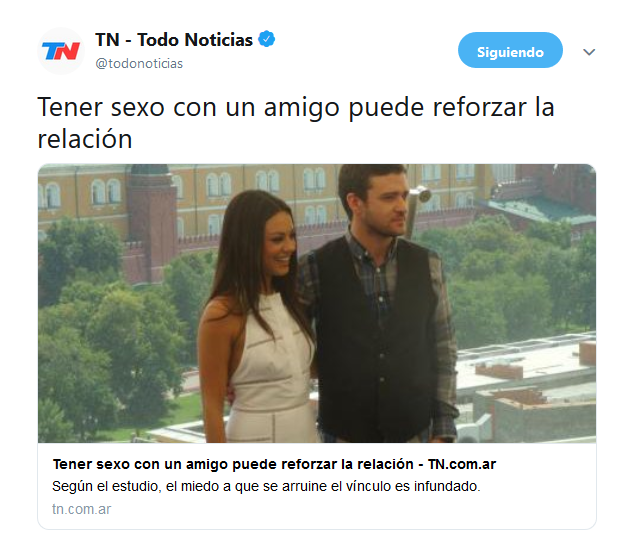 TN
TN - Todo Noticias
@todonoticias
Siguiendo
Tener sexo con un amigo puede reforzar la
relación
Tener sexo con un amigo puede reforzar la relación - TN.com.ar
Según el estudio, el miedo a que se arruine el vínculo es infundado.
tn.com.ar